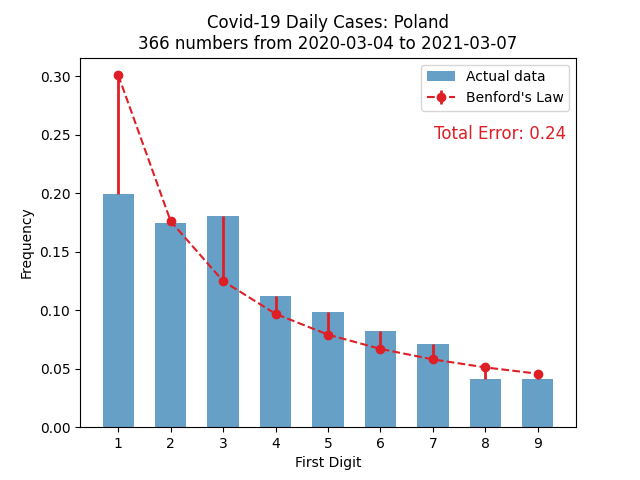 Covid-19 Daily Cases: Poland
366 numbers from 2020-03-04 to 2021-03-07
Actual data
Benford's Law
Total Error: 0.24
Frequency
0.30
0.25
0.20
0.15
0.10
0.05
0.00
1 2 3 4 5 6 7 8 9
First Digit